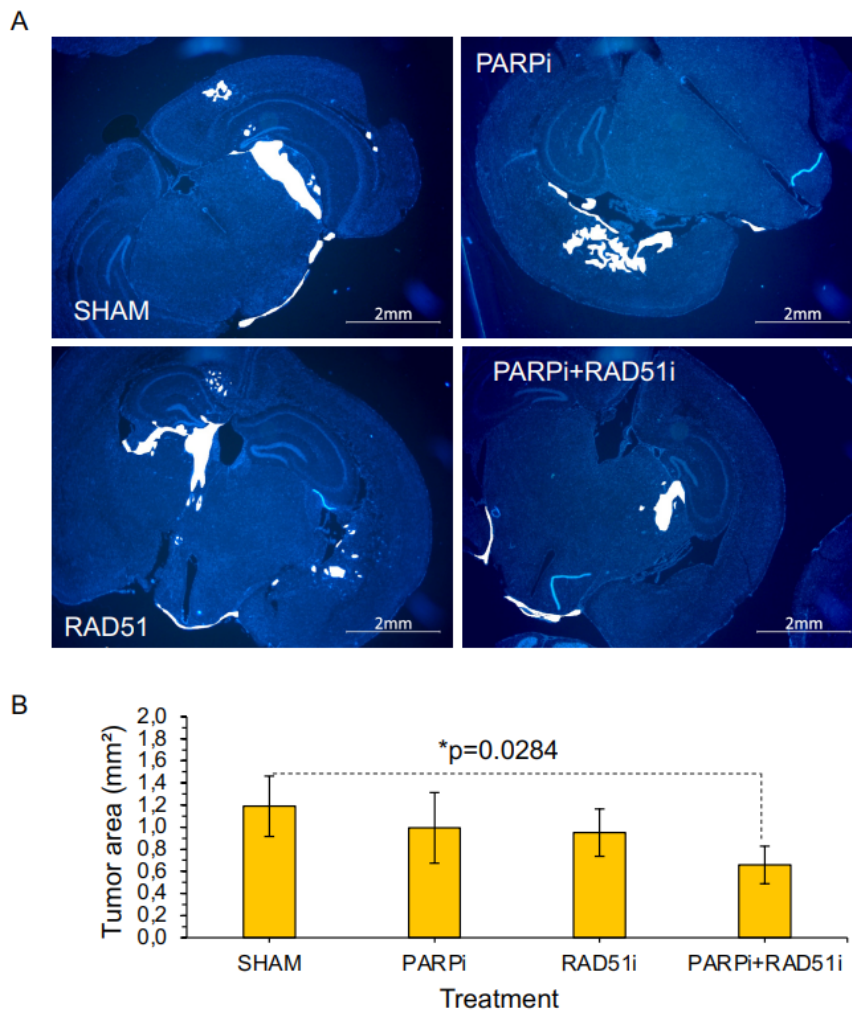 A
SHAM
2mm
PARPi
2mm
RAD51
2mm
PARPi+RAD51i
2mm
B
Tumor area (mm²)
2,0
1,8
1,6
1,4
1,2
1,0
0,8
0,6
0,4
0,2
0,0
*p=0.0284
SHAM
PARPi
RAD51i
PARPi+RAD51i
Treatment